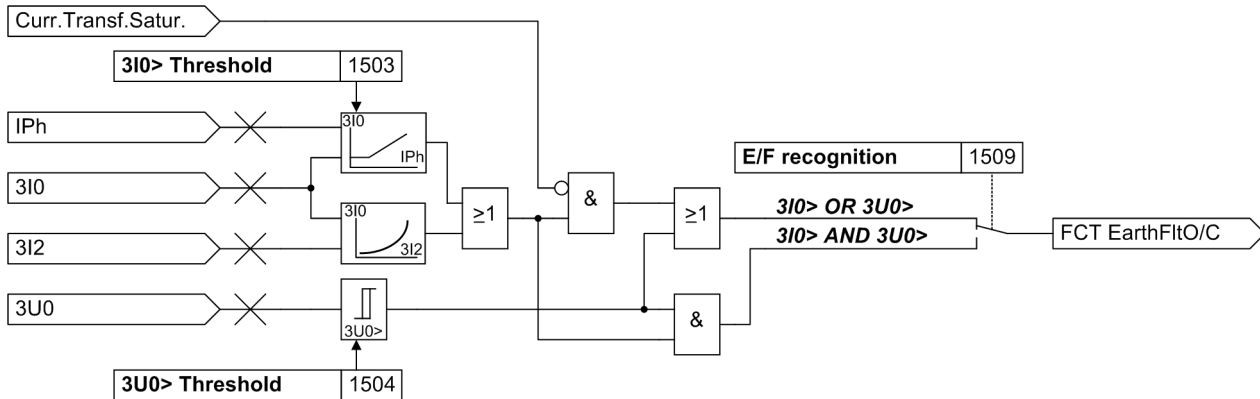 Curr.Transf.Satur.
3I0> Threshold 1503
IPh
3I0
IPh
E/F recognition 1509
3I0
&
3I0
3I2
≥1
≥1
3I0> OR 3U0>
3I0> AND 3U0>
FCT EarthFltO/C
3I2
3U0
3U0>
&
3U0> Threshold 1504